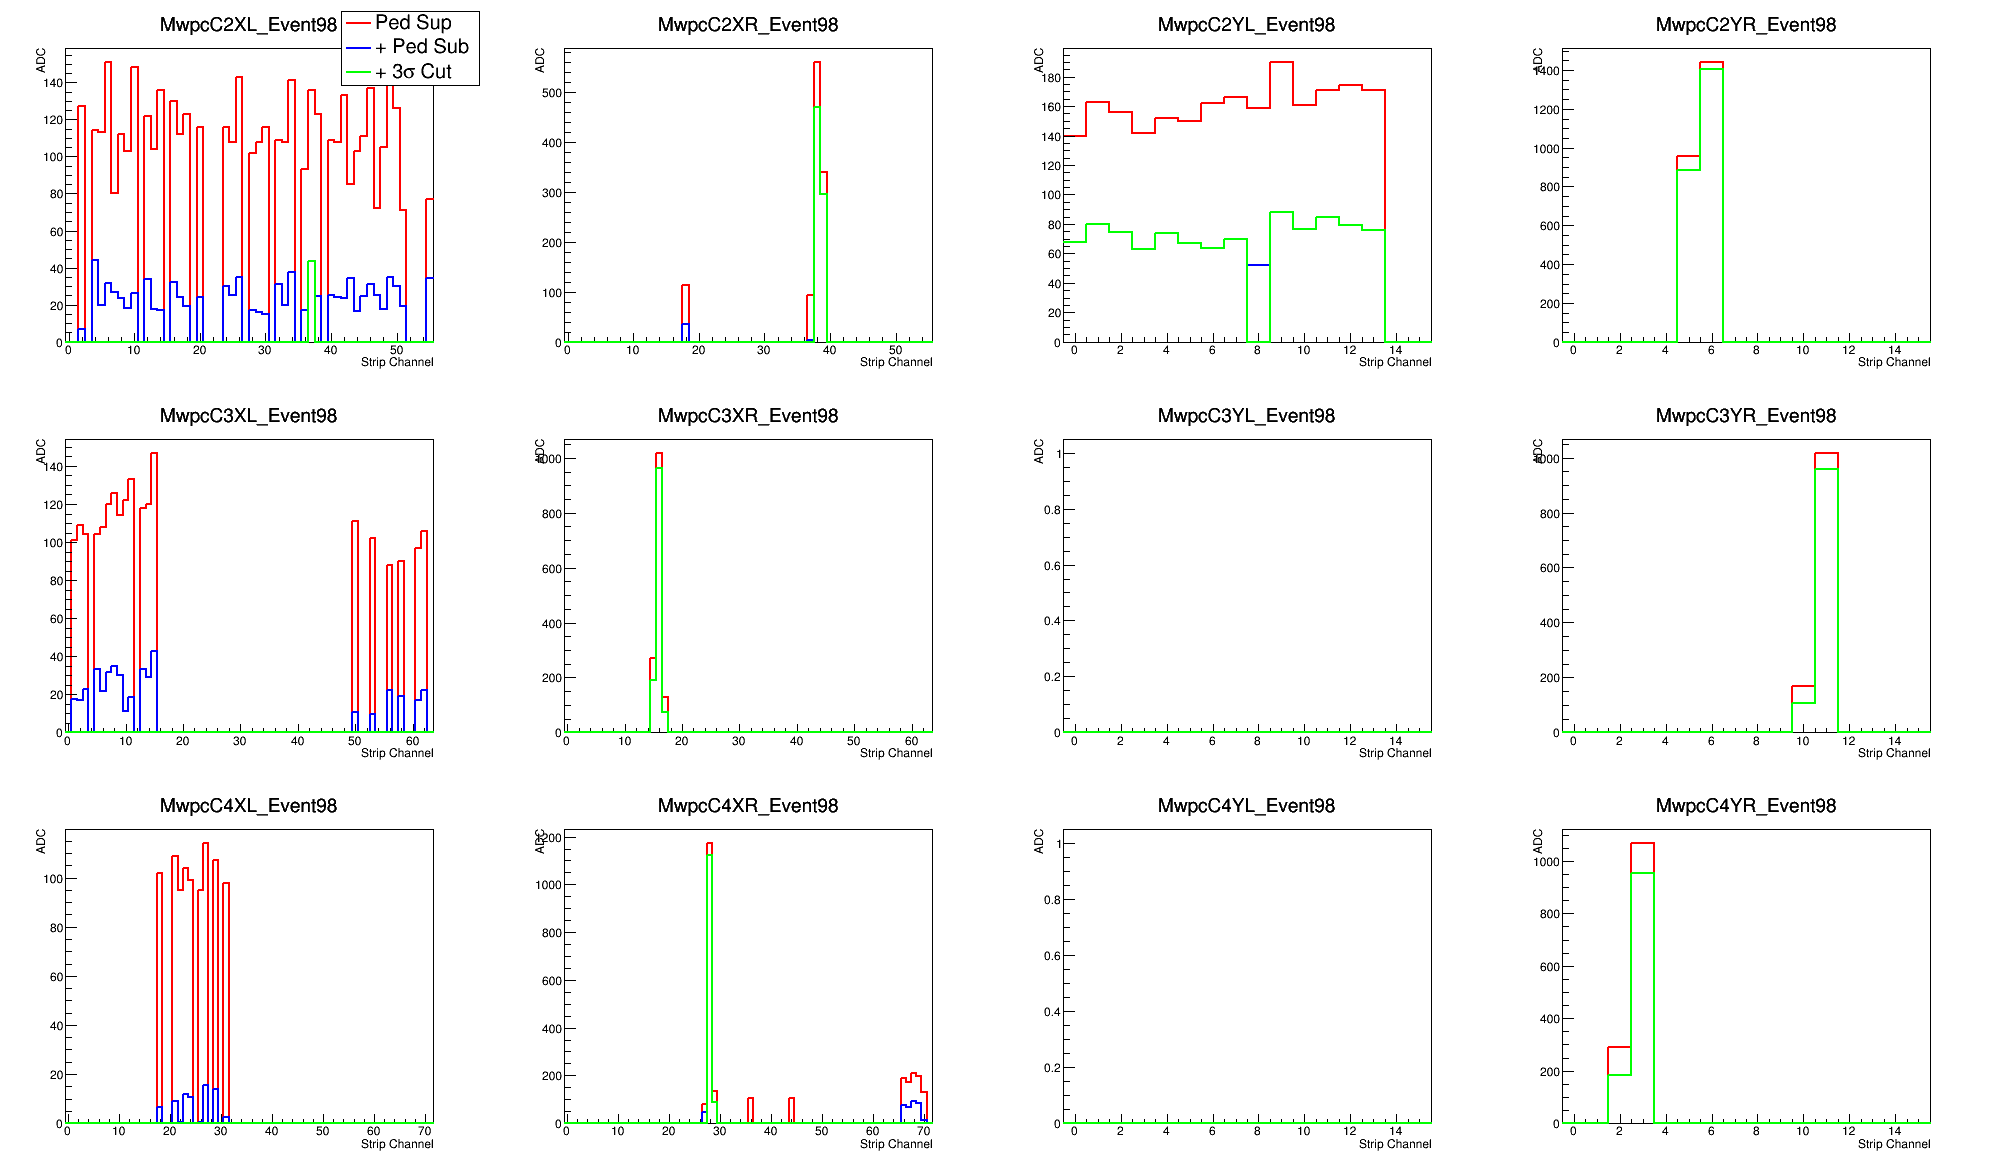 MwpcC2XL_Event98
ADC
140
120
100
80
60
40
20
0
0 10 20 30 40 50
Strip Channel
Ped Sup
+ Ped Sub
+ 3σ Cut
MwpcC2XR_Event98
ADC
500
400
300
200
100
0
0 10 20 30 40 50
Strip Channel
MwpcC2YL_Event98
ADC
180
160
140
120
100
80
60
40
20
0
0 2 4 6 8 10 12 14
Strip Channel
MwpcC2YR_Event98
ADC
1400
1200
1000
800
600
400
200
0
0 2 4 6 8 10 12 14
Strip Channel
MwpcC3XL_Event98
ADC
140
120
100
80
60
40
20
0
0 10 20 30 40 50 60
Strip Channel
MwpcC3XR_Event98
ADC
1000
800
600
400
200
0
0 10 20 30 40 50 60
Strip Channel
MwpcC3YL_Event98
ADC
1
0.8
0.6
0.4
0.2
0
0 2 4 6 8 10 12 14
Strip Channel
MwpcC3YR_Event98
ADC
1000
800
600
400
200
0
0 2 4 6 8 10 12 14
Strip Channel
MwpcC4XL_Event98
ADC
100
80
60
40
20
0
0 10 20 30 40 50 60 70
Strip Channel
MwpcC4XR_Event98
ADC
1200
1000
800
600
400
200
0
0 10 20 30 40 50 60 70
Strip Channel
MwpcC4YL_Event98
ADC
1
0.8
0.6
0.4
0.2
0
0 2 4 6 8 10 12 14
Strip Channel
MwpcC4YR_Event98
ADC
1000
800
600
400
200
0
0 2 4 6 8 10 12 14
Strip Channel